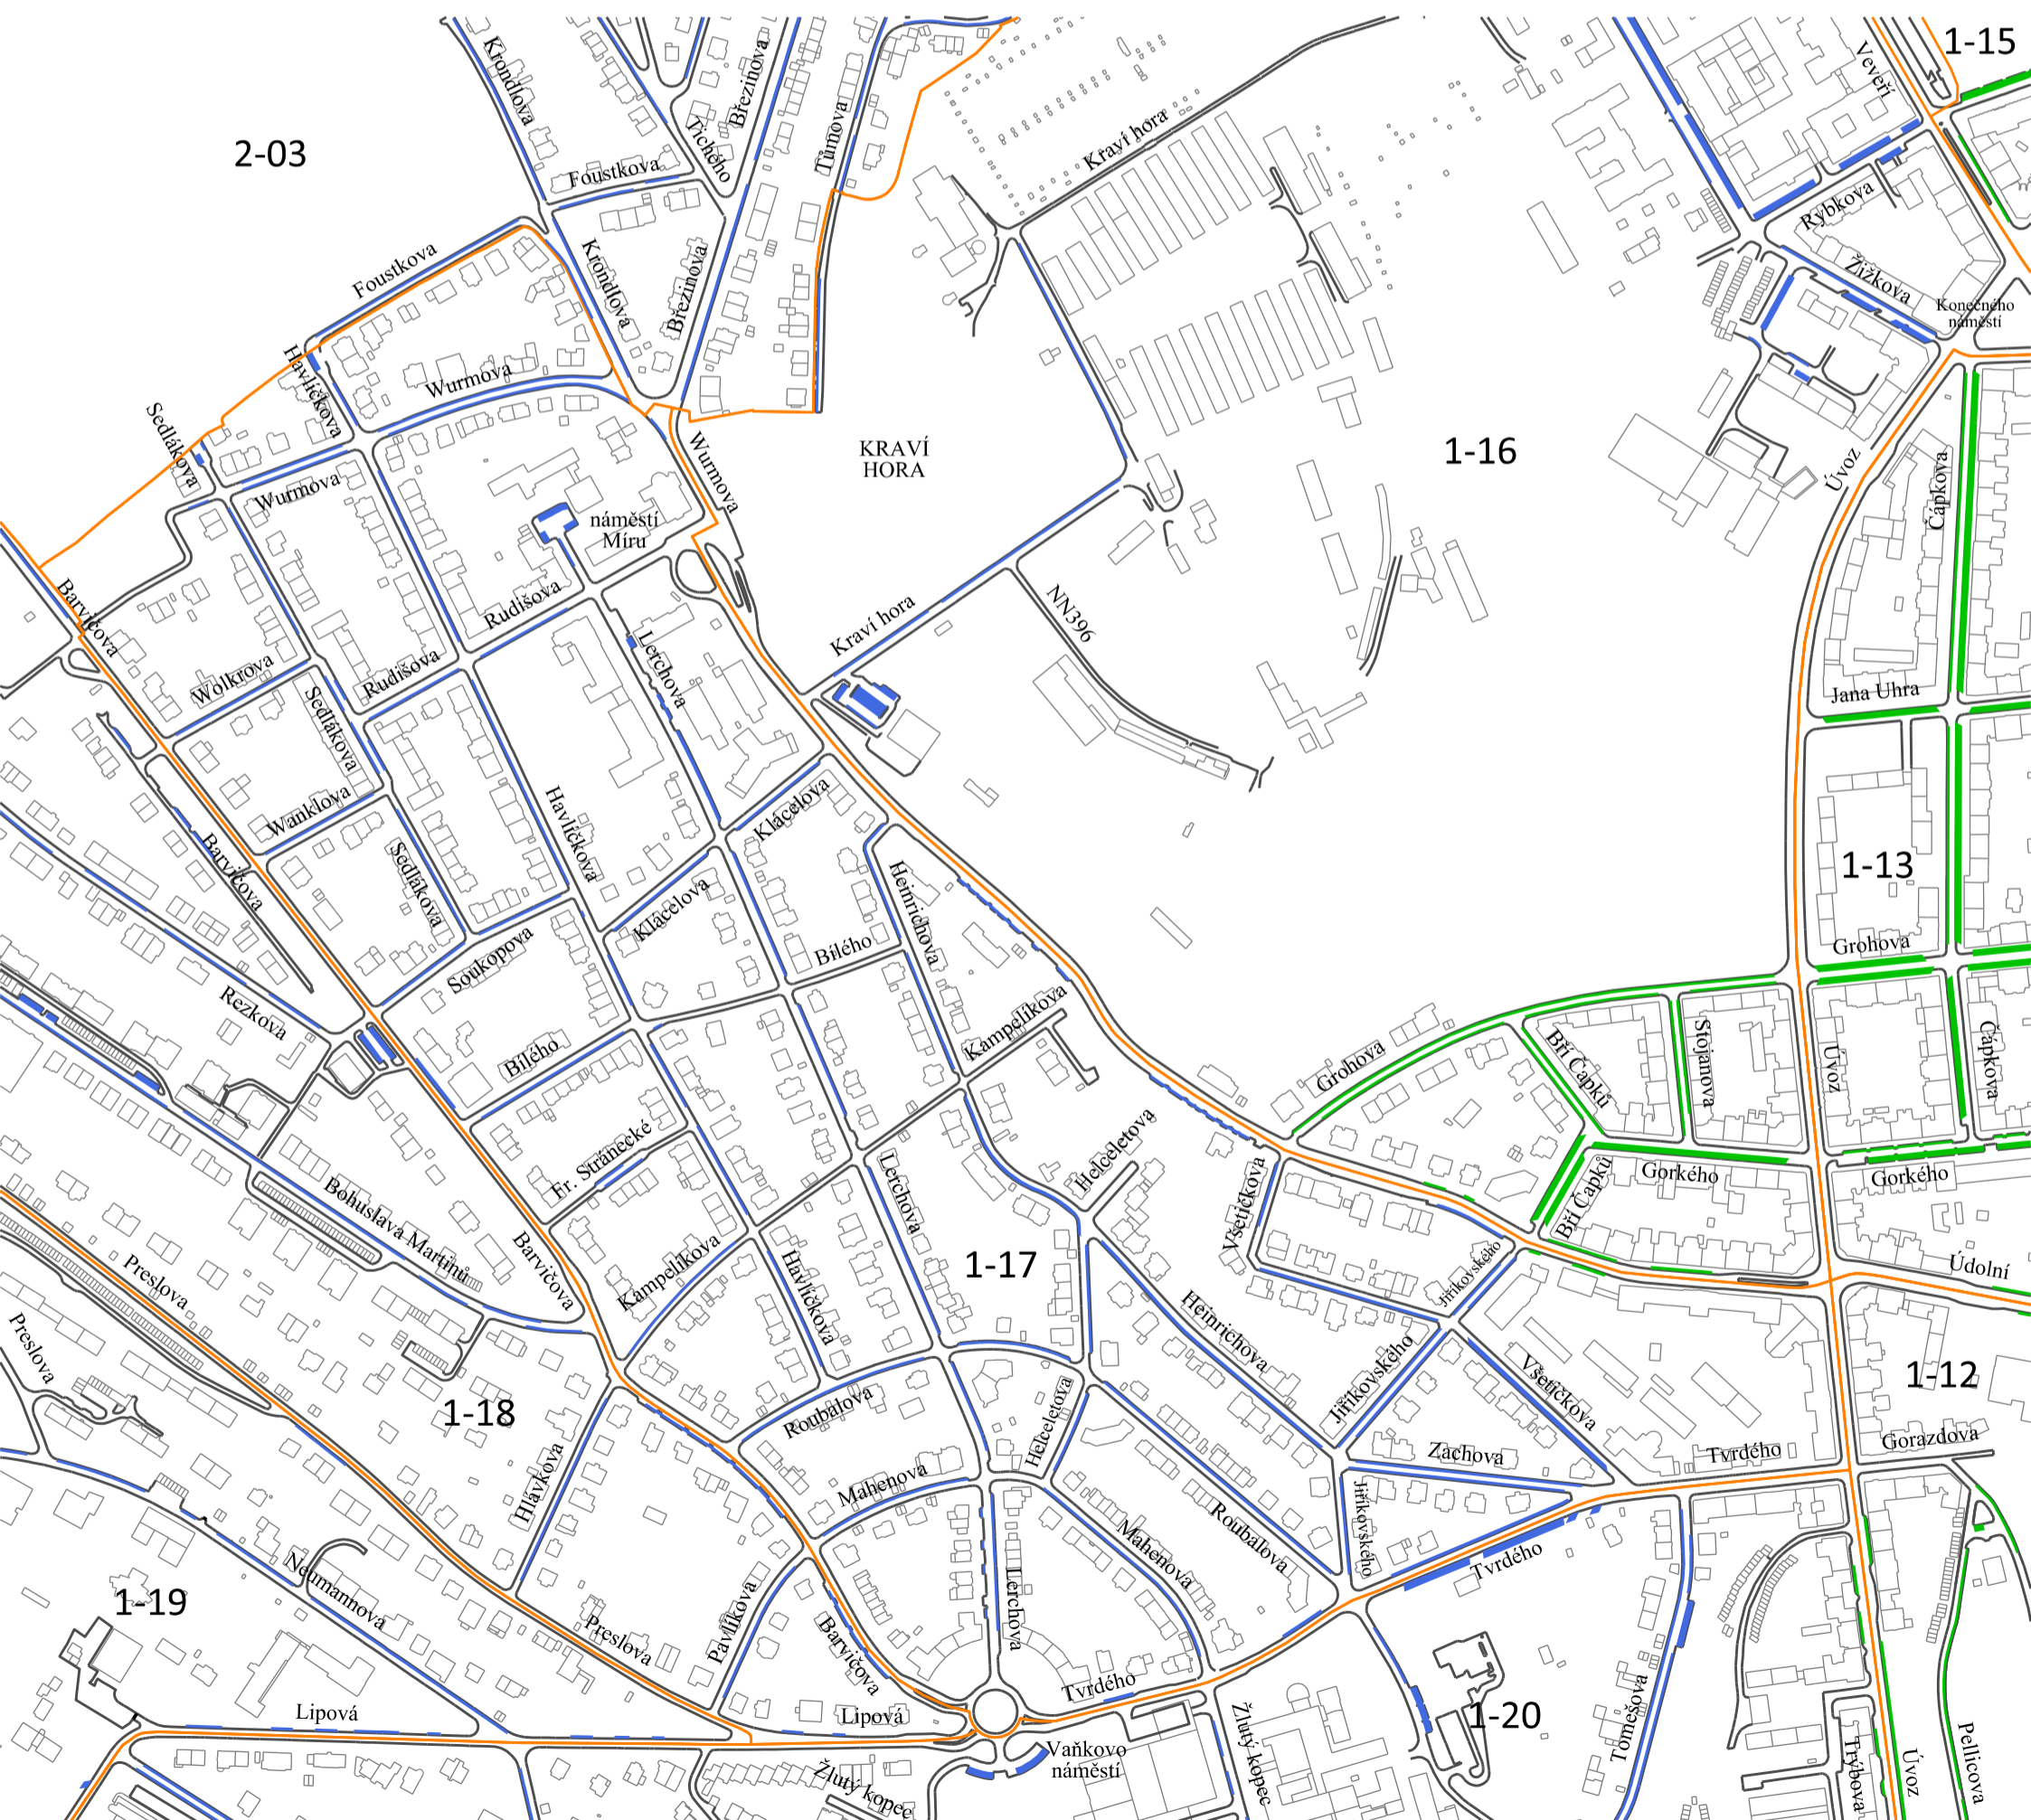 1-15
Veveří
Krondlova
Březinova
Tichého
Tůmova
Kraví hora
2-03
Foustkova
Rybkova
Foustkova
Krondlova
Březinova
Žižkova
Konečného
náměstí
Havlíčkova
Wurmova
Sedlákova
Wurmova
KRAVÍ
HORA
1-16
Úvoz
Čápkova
Wurmova
náměstí
Míru
Barvičova
Rudišova
Kraví hora
NN396
Lerchova
Wolkrova
Rudišova
Sedlákova
Jana Uhra
Wanklova
Havlíčkova
Klácelova
Barvičova
Sedlákova
Klácelova
Heinrichova
1-13
Bílého
Grohova
Soukopova
Rezkova
Kampelíkova
Bílého
Grohova
Bří Čapků
Stojanova
Úvoz
Čápkova
Fr. Stránecké
Helceletova
Bohuslava Martinů
Lerchova
Všetičkova
Bří Čapků
Gorkého
Gorkého
Barvičova
Kampelíkova
Havlíčkova
1-17
Jiříkovského
Údolní
Preslova
Preslova
Heinrichova
Jiříkovského
Všetičkova
1-12
1-18
Roubalova
Helceletova
Zachova
Tvrdého
Gorazdova
Hlávkova
Mahenova
Roubalova
Jiříkovského
Mahenova
Tvrdého
1-19
Neumannova
Lerchova
Preslova
Pavlíkova
Barvičova
Tvrdého
Lipová
Lipová
1-20
Tomešova
Žlutý kopec
Vaňkovo
náměstí
Žlutý kopec
Trýbova
Úvoz
Pellicova